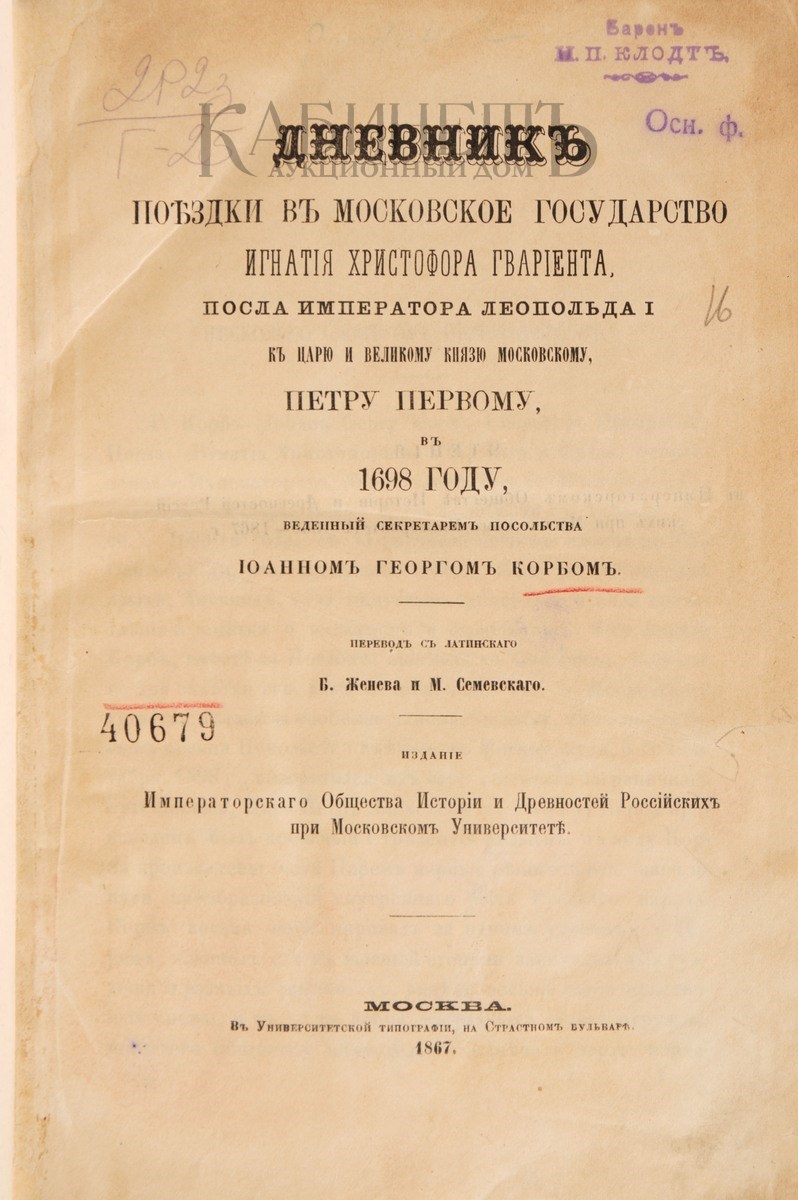 Баронъ
М. П. КЛОДТЪ,
Осн. ф.
КАБИНЕТЪ
АУКЦИОННЫЙ ДОМ
ДНЕВНИКЪ
ПОѢЗДКИ ВЪ МОСКОВСКОЕ ГОСУДАРСТВО
ИГНАТІЯ ХРИСТОФОРА ГВАРІЕНТА,
ПОСЛА ИМПЕРАТОРА ЛЕОПОЛЬДА I
16
КЪ ЦАРЮ И ВЕЛИКОМУ КНЯЗЮ МОСКОВСКОМУ,
ПЕТРУ ПЕРВОМУ,
ВЪ
1698 ГОДУ,
ВЕДЕННЫЙ СЕКРЕТАРЕМЪ ПОСОЛЬСТВА
ІОАННОМЪ ГЕОРГОМЪ КОРБОМЪ.
ПЕРЕВОДЪ СЪ ЛАТИНСКАГО
Б. Женева и М. Семевскаго.
40679
ИЗДАНІЕ
Императорскаго Общества Исторіи и Древностей Россійскихъ
при Московскомъ Университетѣ.
МОСКВА.
Въ Университетской типографіи, на Страстномъ бульварѣ.
1867.